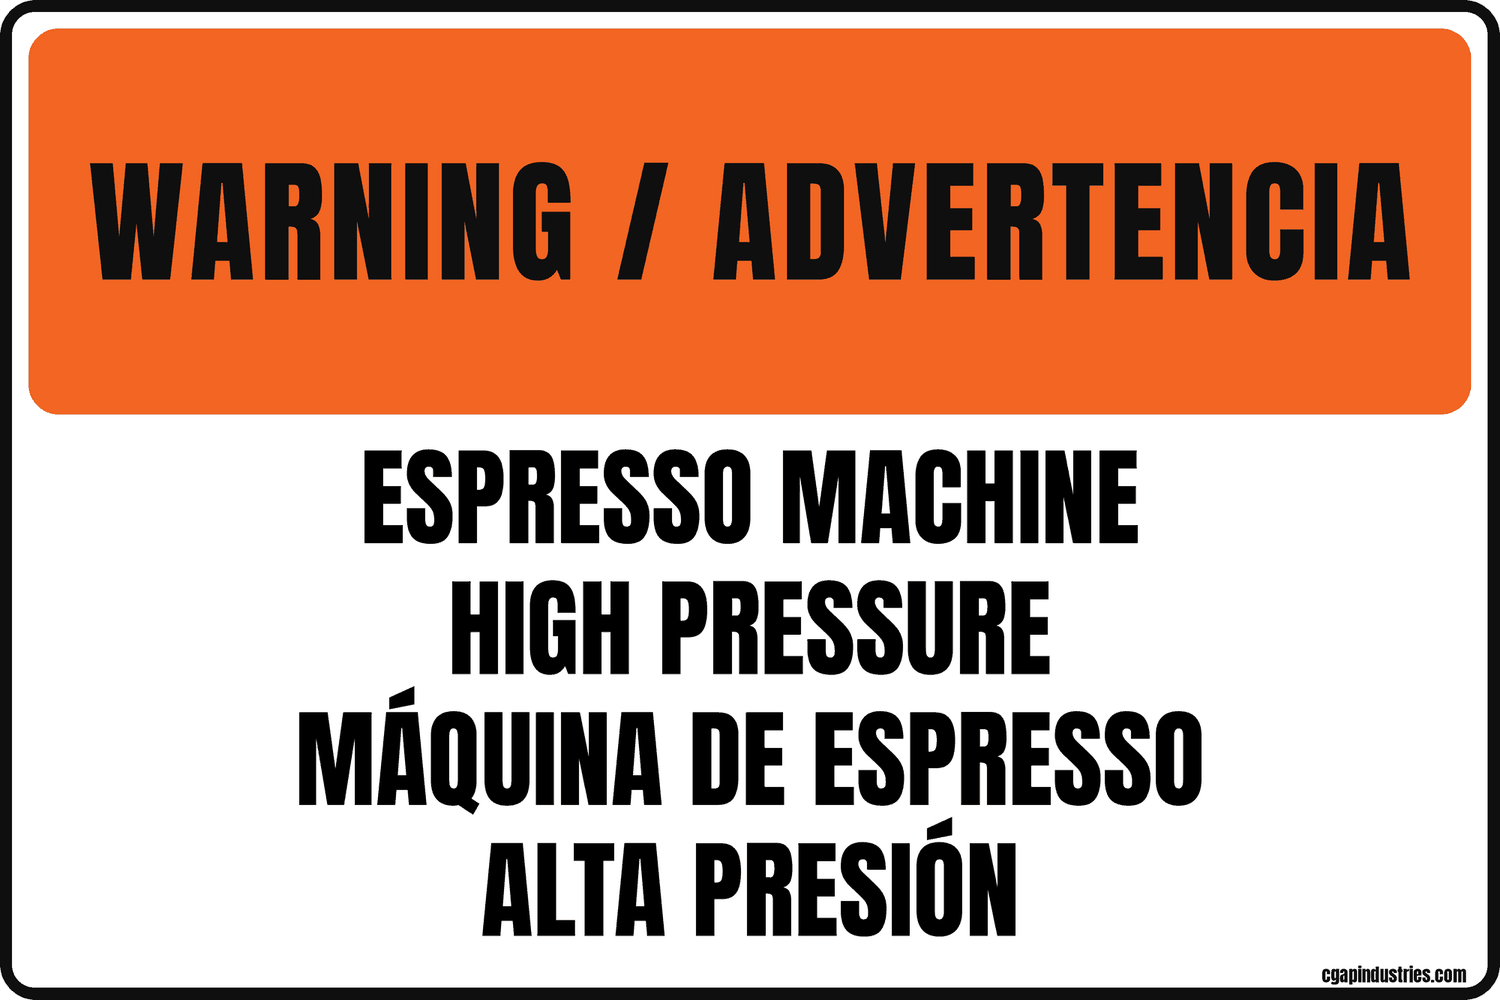 WARNING / ADVERTENCIA
ESPRESSO MACHINE
HIGH PRESSURE
MÁQUINA DE ESPRESSO
ALTA PRESIÓN
cgapindustries.com